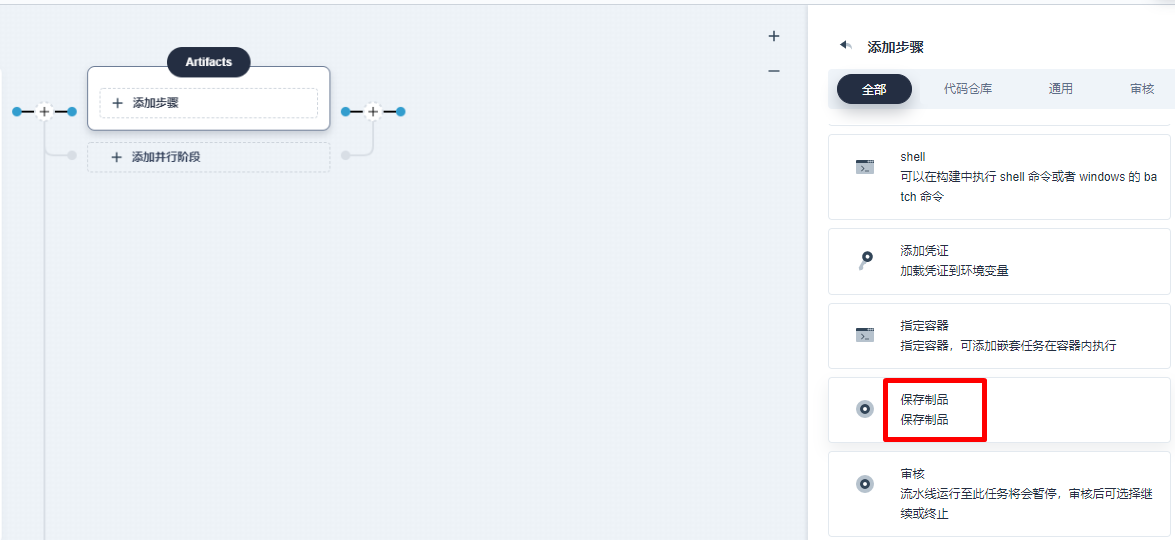 Artifacts
+ 添加步骤
+ 添加并行阶段
添加步骤
全部
代码仓库
通用
审核
shell
可以在构建中执行 shell 命令或者 windows 的 ba
tch 命令
添加凭证
加载凭证到环境变量
指定容器
指定容器，可添加嵌套任务在容器内执行
保存制品
保存制品
审核
流水线运行至此任务将会暂停，审核后可选择继
续或终止